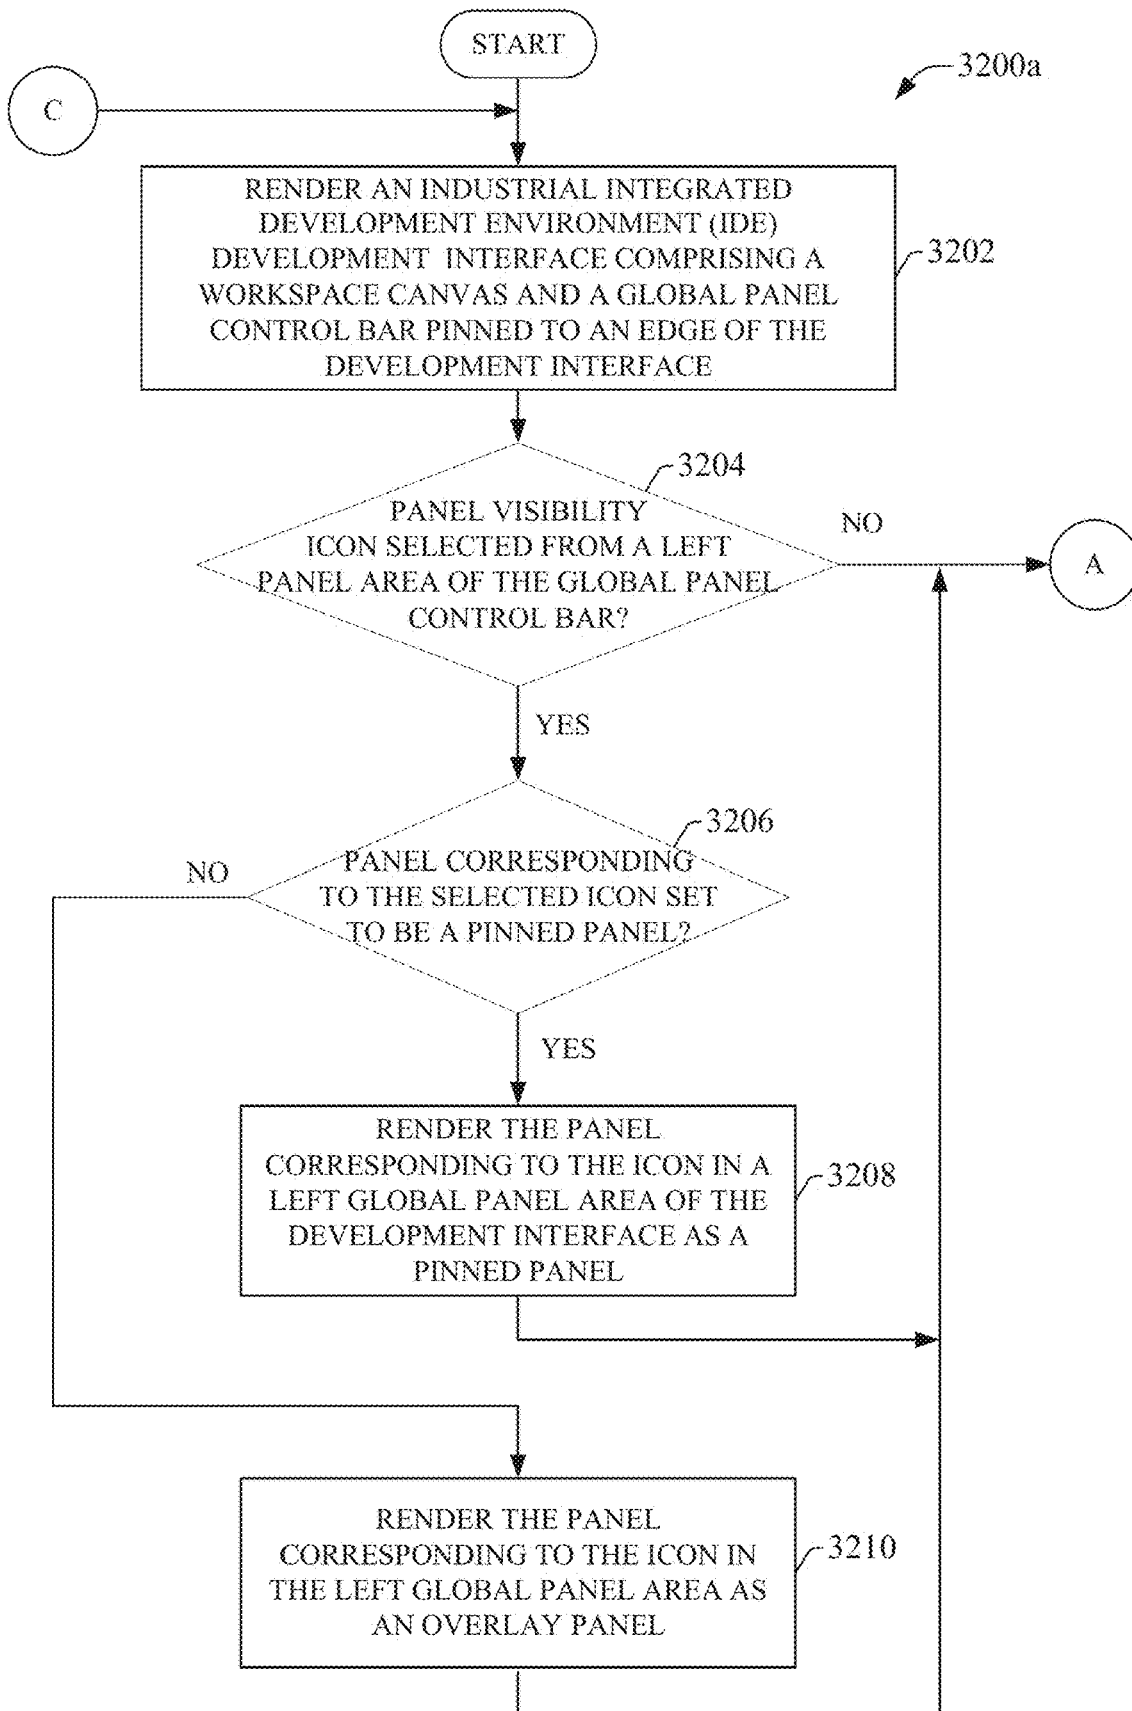 START
3200a
C
RENDER AN INDUSTRIAL INTEGRATED
DEVELOPMENT ENVIRONMENT (IDE)
DEVELOPMENT INTERFACE COMPRISING A
WORKSPACE CANVAS AND A GLOBAL PANEL
CONTROL BAR PINNED TO AN EDGE OF THE
DEVELOPMENT INTERFACE
3202
3204
PANEL VISIBILITY
ICON SELECTED FROM A LEFT
PANEL AREA OF THE GLOBAL PANEL
CONTROL BAR?
NO
A
YES
3206
PANEL CORRESPONDING
TO THE SELECTED ICON SET
TO BE A PINNED PANEL?
NO
YES
RENDER THE PANEL
CORRESPONDING TO THE ICON IN A
LEFT GLOBAL PANEL AREA OF THE
DEVELOPMENT INTERFACE AS A
PINNED PANEL
3208
RENDER THE PANEL
CORRESPONDING TO THE ICON IN
THE LEFT GLOBAL PANEL AREA AS
AN OVERLAY PANEL
3210